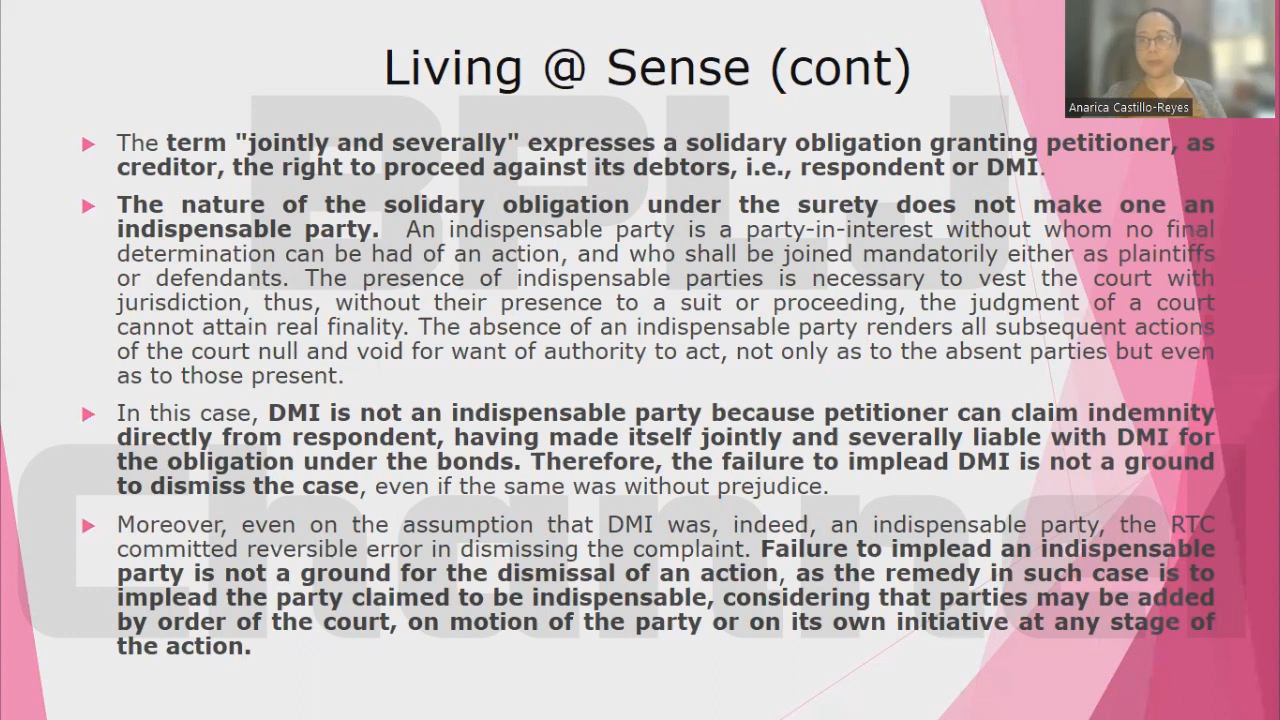 Living @ Sense (cont)
Anarica Castillo-Reyes
The term "jointly and severally" expresses a solidary obligation granting petitioner, as
creditor, the right to proceed against its debtors, i.e., respondent or DMI.
The nature of the solidary obligation under the surety does not make one an
indispensable party. An indispensable party is a party-in-interest without whom no final
determination can be had of an action, and who shall be joined mandatorily either as plaintiffs
or defendants. The presence of indispensable parties is necessary to vest the court with
jurisdiction, thus, without their presence to a suit or proceeding, the judgment of a court
cannot attain real finality. The absence of an indispensable party renders all subsequent actions
of the court null and void for want of authority to act, not only as to the absent parties but even
as to those present.
In this case, DMI is not an indispensable party because petitioner can claim indemnity
directly from respondent, having made itself jointly and severally liable with DMI for
the obligation under the bonds. Therefore, the failure to implead DMI is not a ground
to dismiss the case, even if the same was without prejudice.
Moreover, even on the assumption that DMI was, indeed, an indispensable party, the RTC
committed reversible error in dismissing the complaint. Failure to implead an indispensable
party is not a ground for the dismissal of an action, as the remedy in such case is to
implead the party claimed to be indispensable, considering that parties may be added
by order of the court, on motion of the party or on its own initiative at any stage of
the action.
BPLJ
Channel